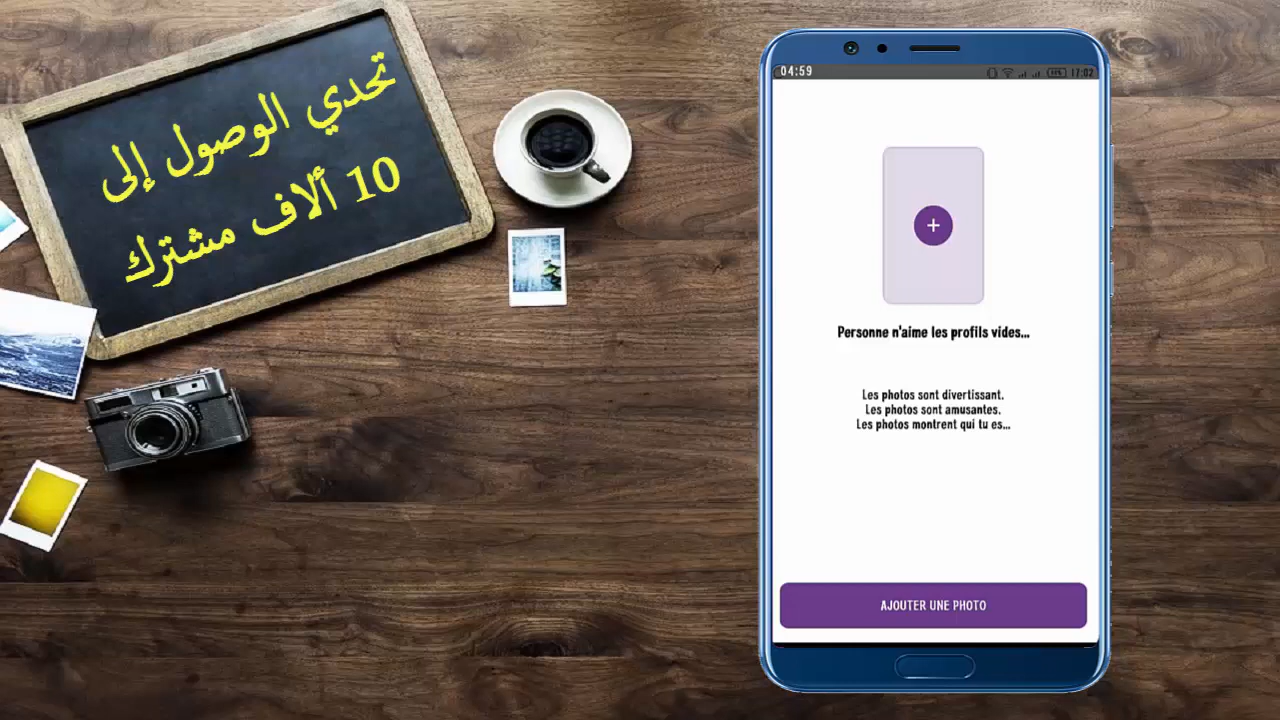 تحدي الوصول إلى
10 ألاف مشترك
04:59
17:02
Personne n'aime les profils vides...
Les photos sont divertissant.
Les photos sont amusantes.
Les photos montrent qui tu es...
AJOUTER UNE PHOTO